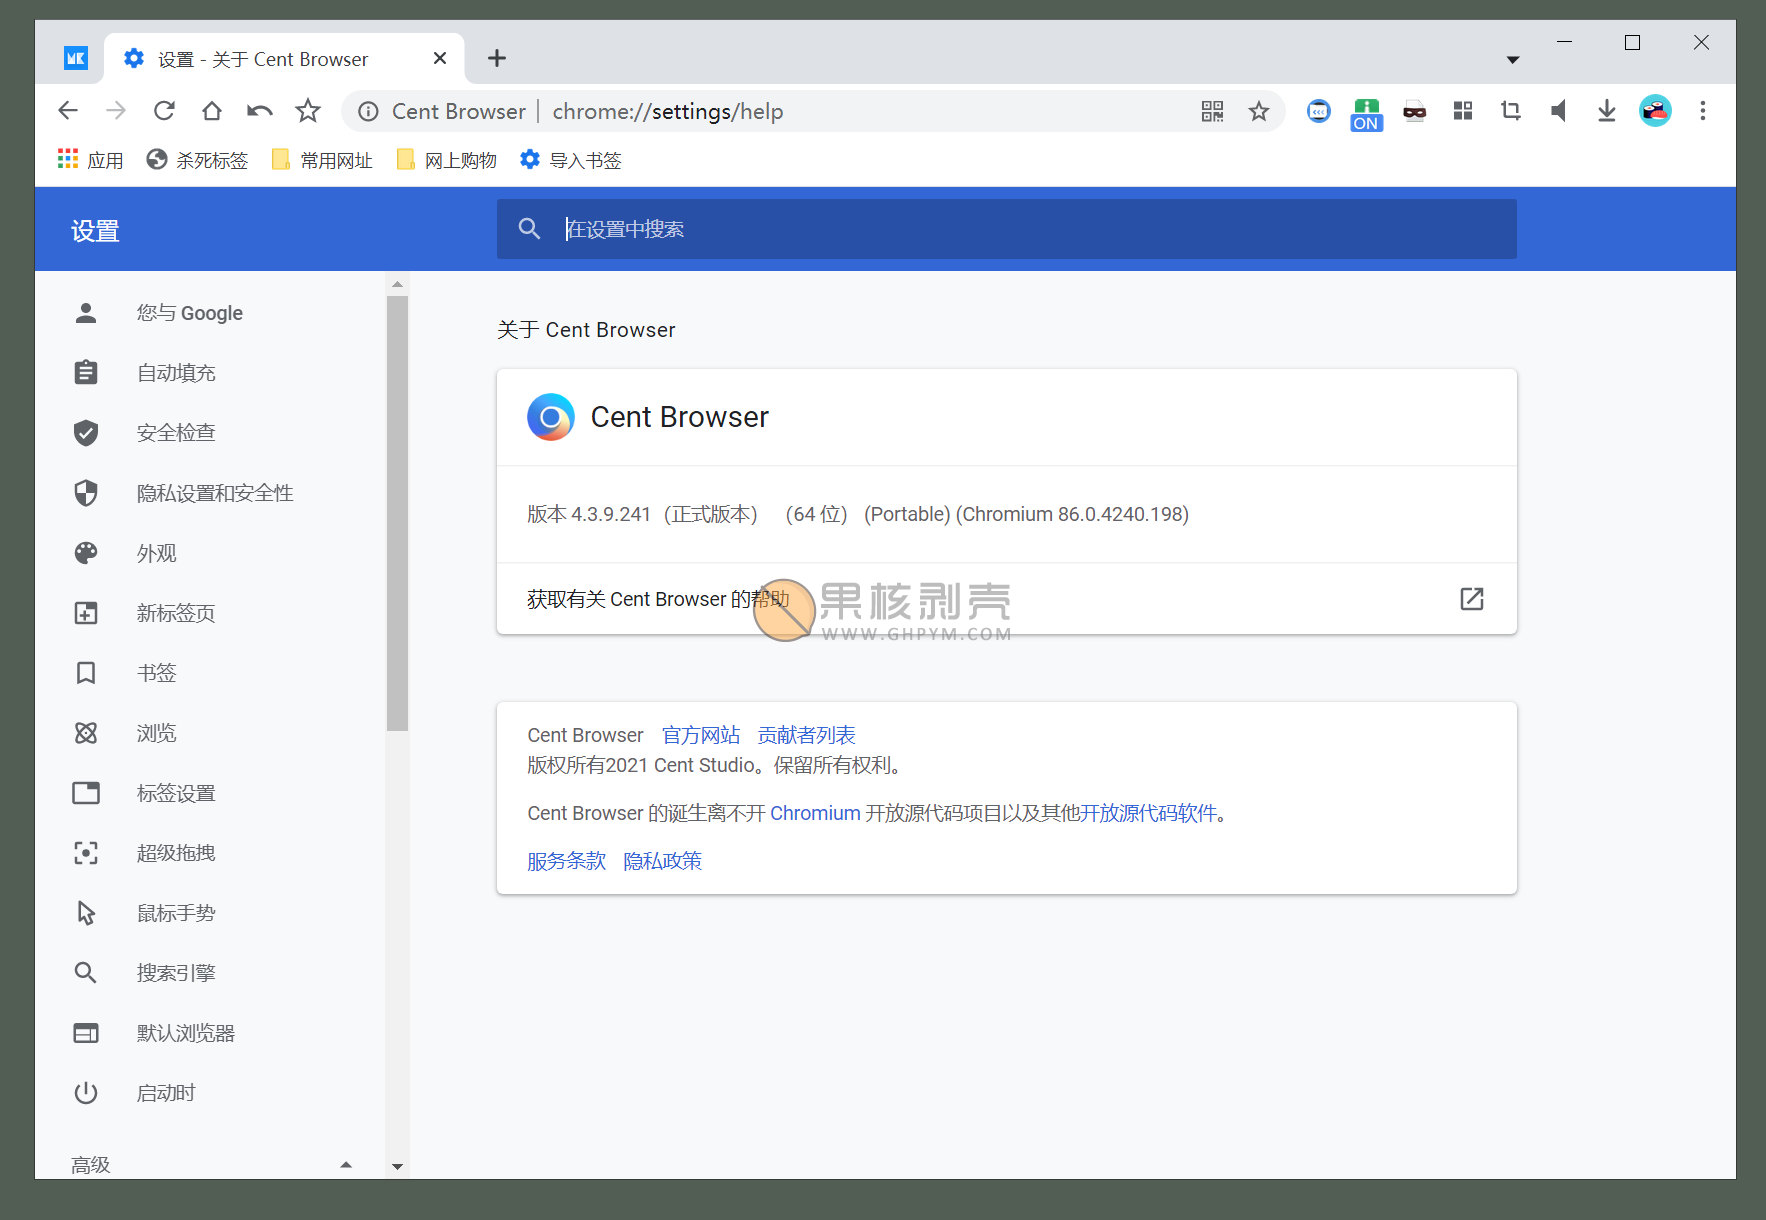 设置 - 关于 Cent Browser
Cent Browser | chrome://settings/help
ON
应用 杀死标签 常用网址 网上购物 导入书签
设置
在设置中搜索
您与 Google
自动填充
安全检查
隐私设置和安全性
外观
新标签页
书签
浏览
标签设置
超级拖拽
鼠标手势
搜索引擎
默认浏览器
启动时
高级
关于 Cent Browser
Cent Browser
版本 4.3.9.241（正式版本） （64 位） (Portable) (Chromium 86.0.4240.198)
获取有关 Cent Browser 的帮助
果核剥壳
WWW.GHPYM.COM
Cent Browser 官方网站 贡献者列表
版权所有2021 Cent Studio。保留所有权利。
Cent Browser 的诞生离不开 Chromium 开放源代码项目以及其他开放源代码软件。
服务条款 隐私政策